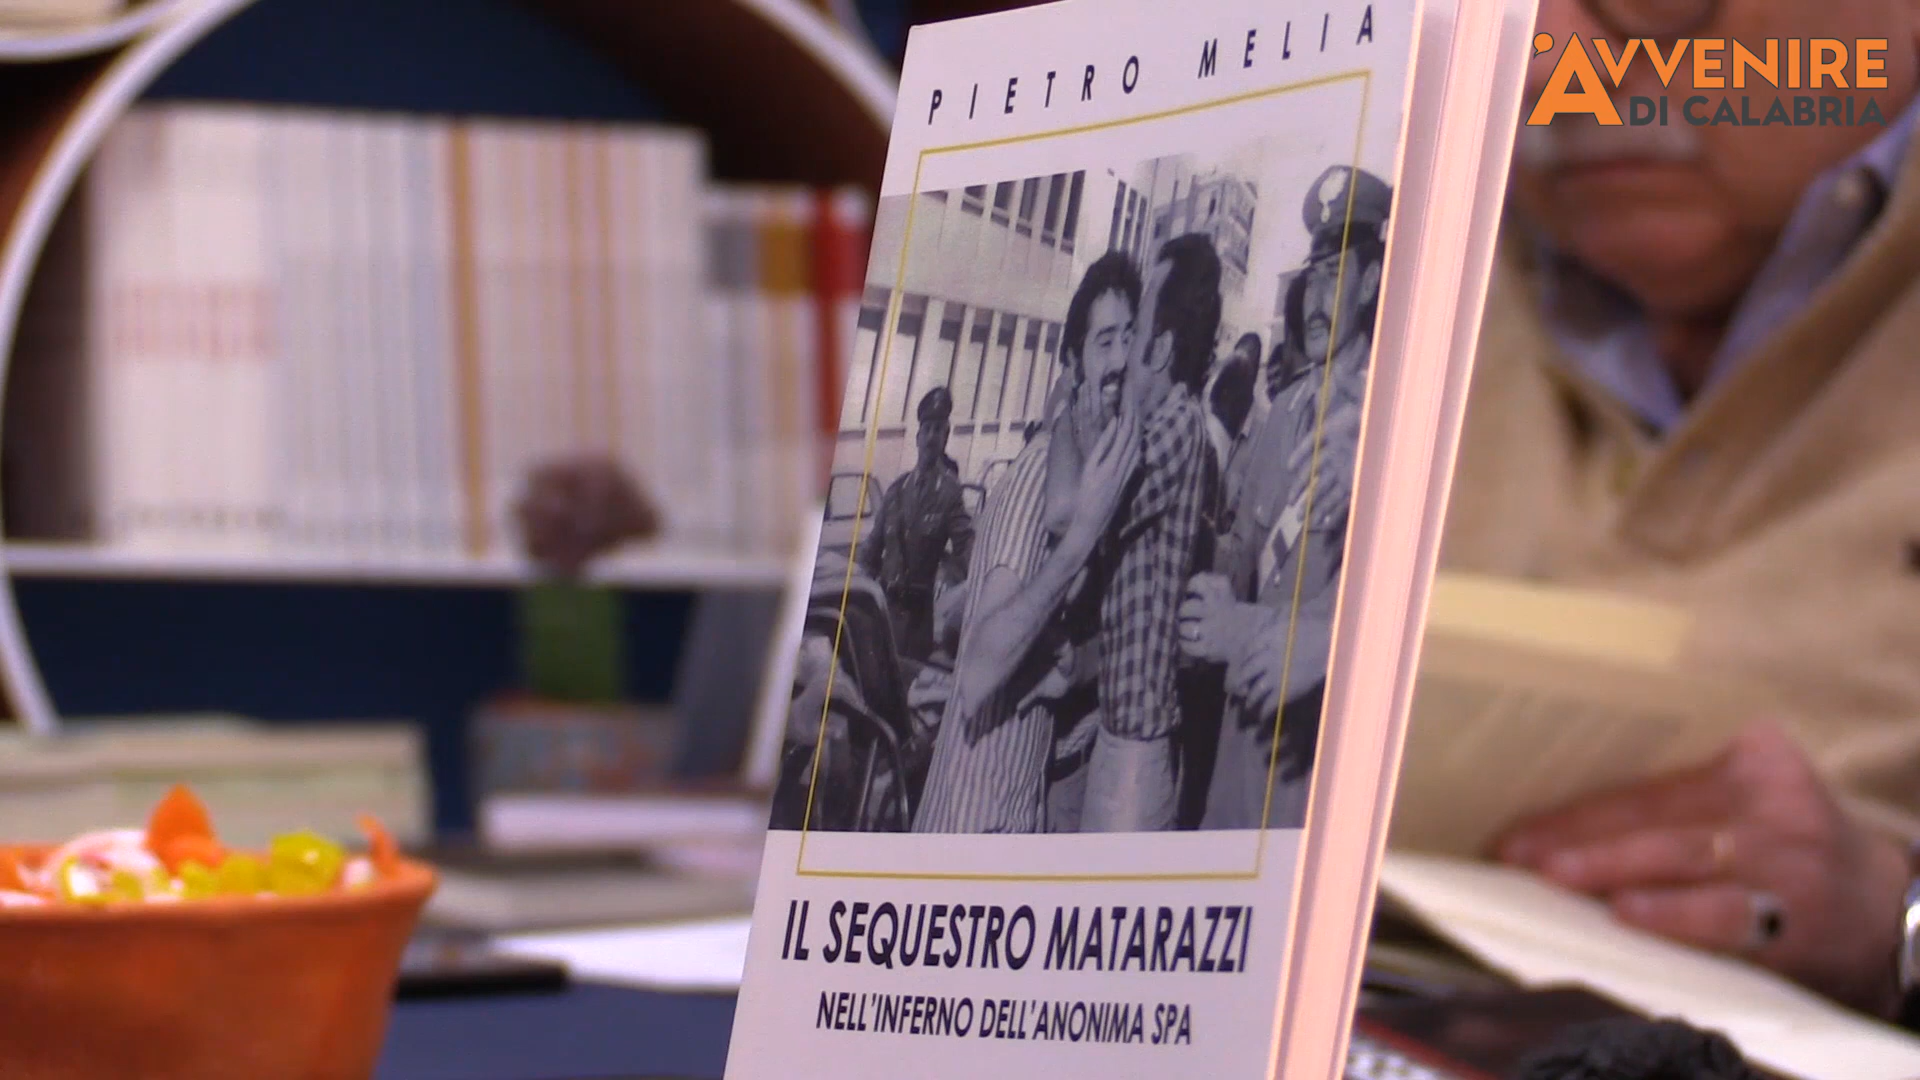 PIETRO MELIA
AVVENIRE
DI CALABRIA
IL SEQUESTRO MATARAZZI
NELL'INFERNO DELL'ANONIMA SPA